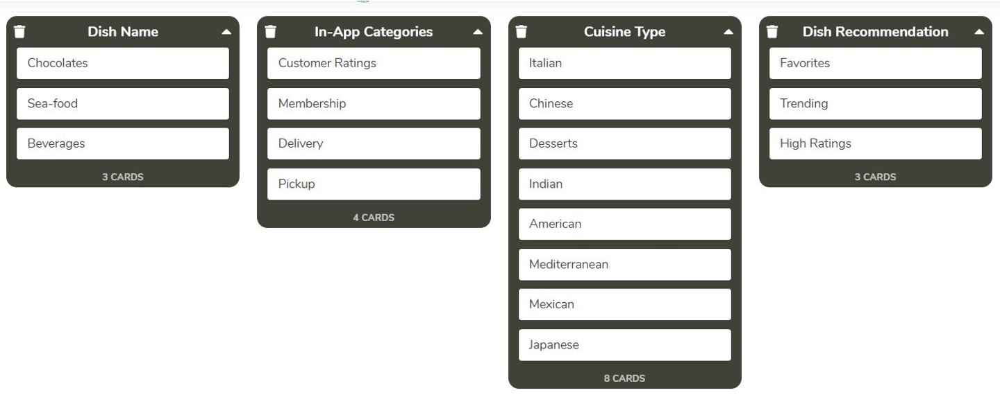 Dish Name
Chocolates
Sea-food
Beverages
3 CARDS
In-App Categories
Customer Ratings
Membership
Delivery
Pickup
4 CARDS
Cuisine Type
Italian
Chinese
Desserts
Indian
American
Mediterranean
Mexican
Japanese
8 CARDS
Dish Recommendation
Favorites
Trending
High Ratings
3 CARDS